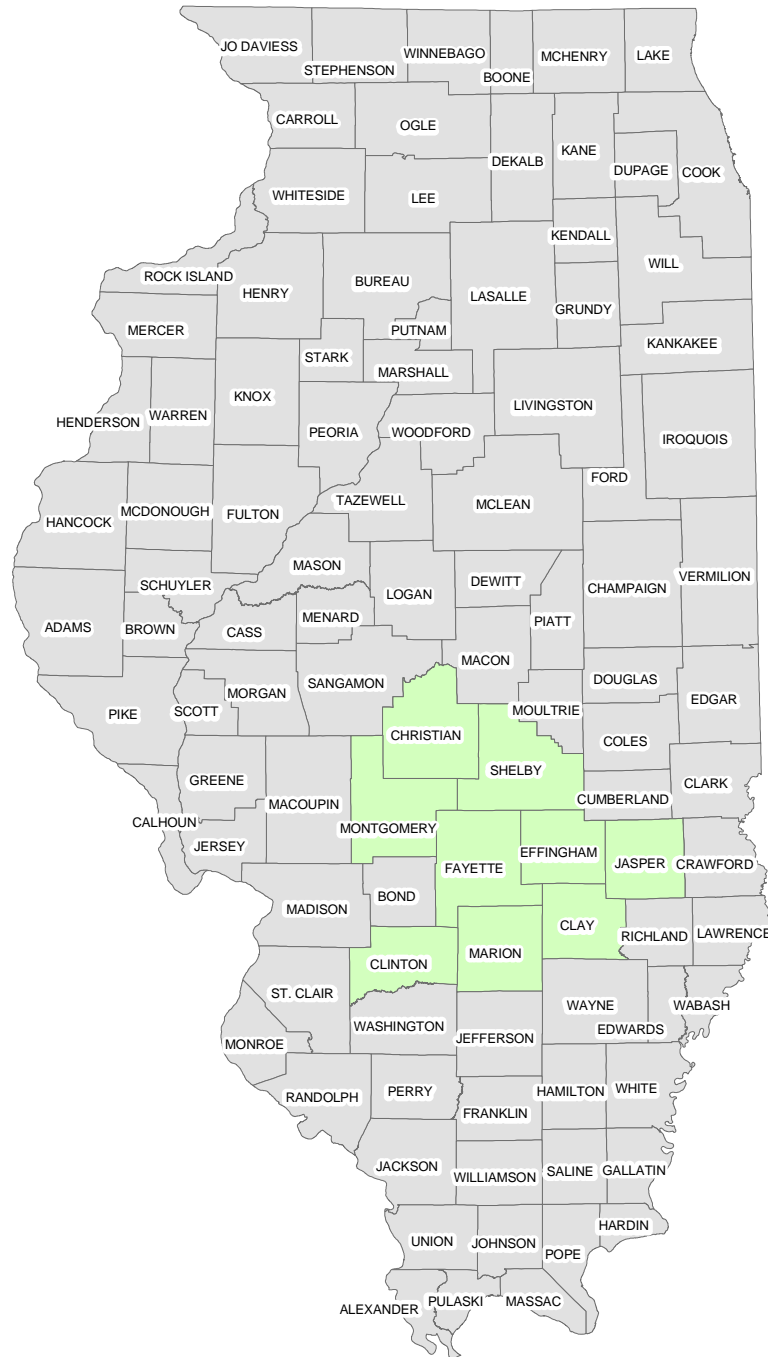 JO DAVIESS
STEPHENSON
WINNEBAGO
BOONE
MCHENRY
LAKE
CARROLL
OGLE
DEKALB
KANE
DUPAGE
COOK
WHITESIDE
LEE
KENDALL
WILL
ROCK ISLAND
HENRY
BUREAU
LASALLE
GRUNDY
MERCER
PUTNAM
KANKAKEE
STARK
MARSHALL
HENDERSON
WARREN
KNOX
PEORIA
WOODFORD
LIVINGSTON
IROQUOIS
FORD
HANCOCK
MCDONOUGH
FULTON
TAZEWELL
MCLEAN
SCHUYLER
MASON
LOGAN
DEWITT
CHAMPAIGN
VERMILION
ADAMS
BROWN
CASS
MENARD
PIATT
MACON
SANGAMON
MORGAN
SCOTT
PIKE
DOUGLAS
EDGAR
MOULTRIE
CHRISTIAN
COLES
SHELBY
GREENE
MACOUPIN
CUMBERLAND
CLARK
CALHOUN
JERSEY
MONTGOMERY
FAYETTE
EFFINGHAM
JASPER
CRAWFORD
MADISON
BOND
CLAY
RICHLAND
LAWRENCE
CLINTON
MARION
ST. CLAIR
WASHINGTON
JEFFERSON
WAYNE
EDWARDS
WABASH
MONROE
RANDOLPH
PERRY
FRANKLIN
HAMILTON
WHITE
JACKSON
WILLIAMSON
SALINE
GALLATIN
HARDIN
UNION
JOHNSON
POPE
ALEXANDER
PULASKI
MASSAC